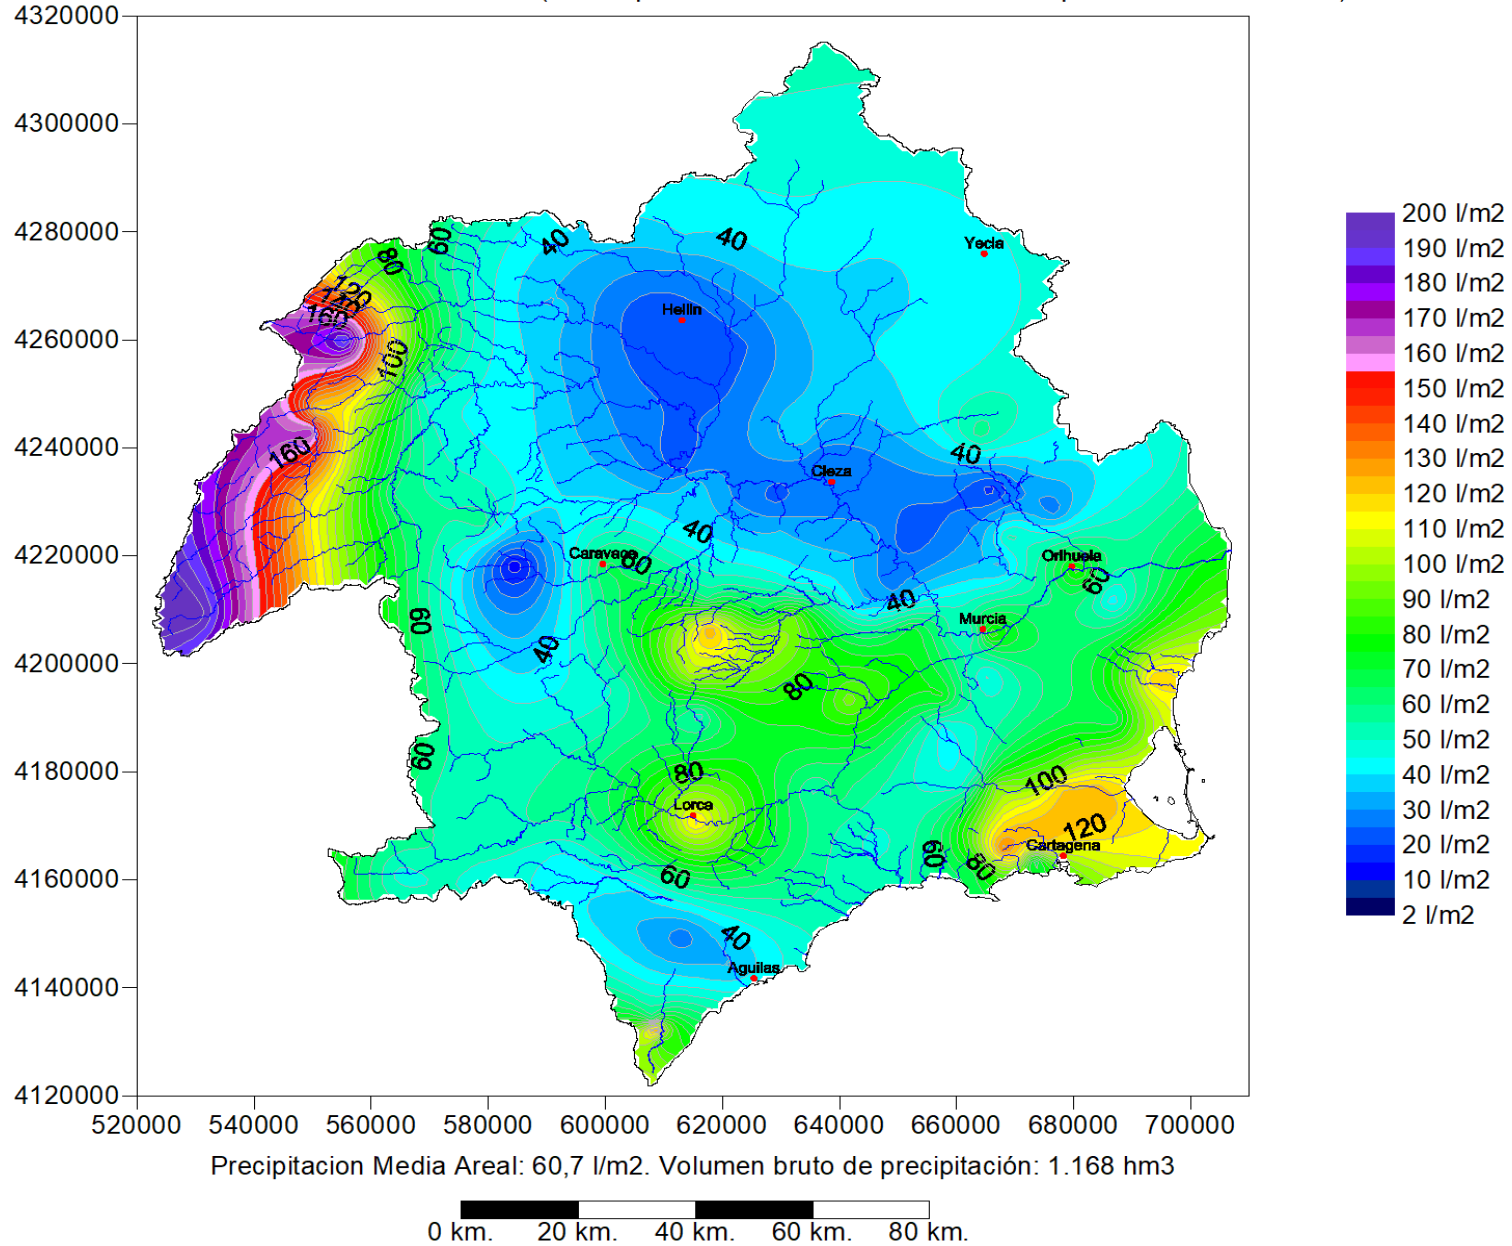 4320000
4300000
4280000
4260000
4240000
4220000
4200000
4180000
4160000
4140000
4120000
520000 540000 560000 580000 600000 620000 640000 660000 680000 700000
60
80
40
40
Yecla
120
110
160
Hellin
100
160
40
Cieza
40
Caravaca
60
Orihuela
60
60
40
Murcia
40
80
60
80
100
Lorca
120
Cartagena
60
80
60
40
Aguilas
200 l/m2
190 l/m2
180 l/m2
170 l/m2
160 l/m2
150 l/m2
140 l/m2
130 l/m2
120 l/m2
110 l/m2
100 l/m2
90 l/m2
80 l/m2
70 l/m2
60 l/m2
50 l/m2
40 l/m2
30 l/m2
20 l/m2
10 l/m2
2 l/m2
Precipitacion Media Areal: 60,7 l/m2. Volumen bruto de precipitación: 1.168 hm3
0 km. 20 km. 40 km. 60 km. 80 km.